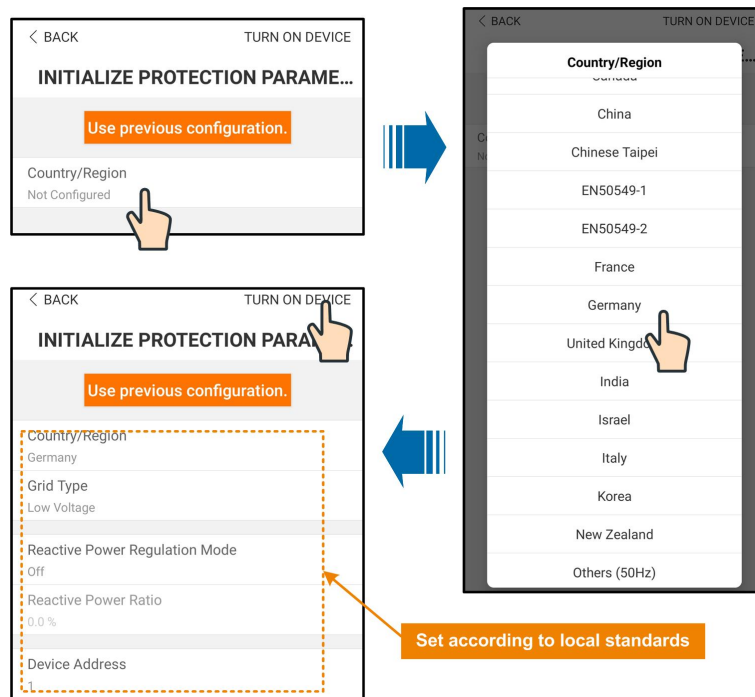 < BACK TURN ON DEVICE
INITIALIZE PROTECTION PARAME...
Use previous configuration.
Country/Region
Not Configured
< BACK TURN ON DEVICE
Country/Region
China
Chinese Taipei
EN50549-1
EN50549-2
France
Germany
United Kingdo
India
Israel
Italy
Korea
New Zealand
Others (50Hz)
< BACK TURN ON DEVICE
INITIALIZE PROTECTION PARA
Use previous configuration.
Country/Region
Germany
Grid Type
Low Voltage
Reactive Power Regulation Mode
Off
Reactive Power Ratio
0.0 %
Device Address
1
Set according to local standards